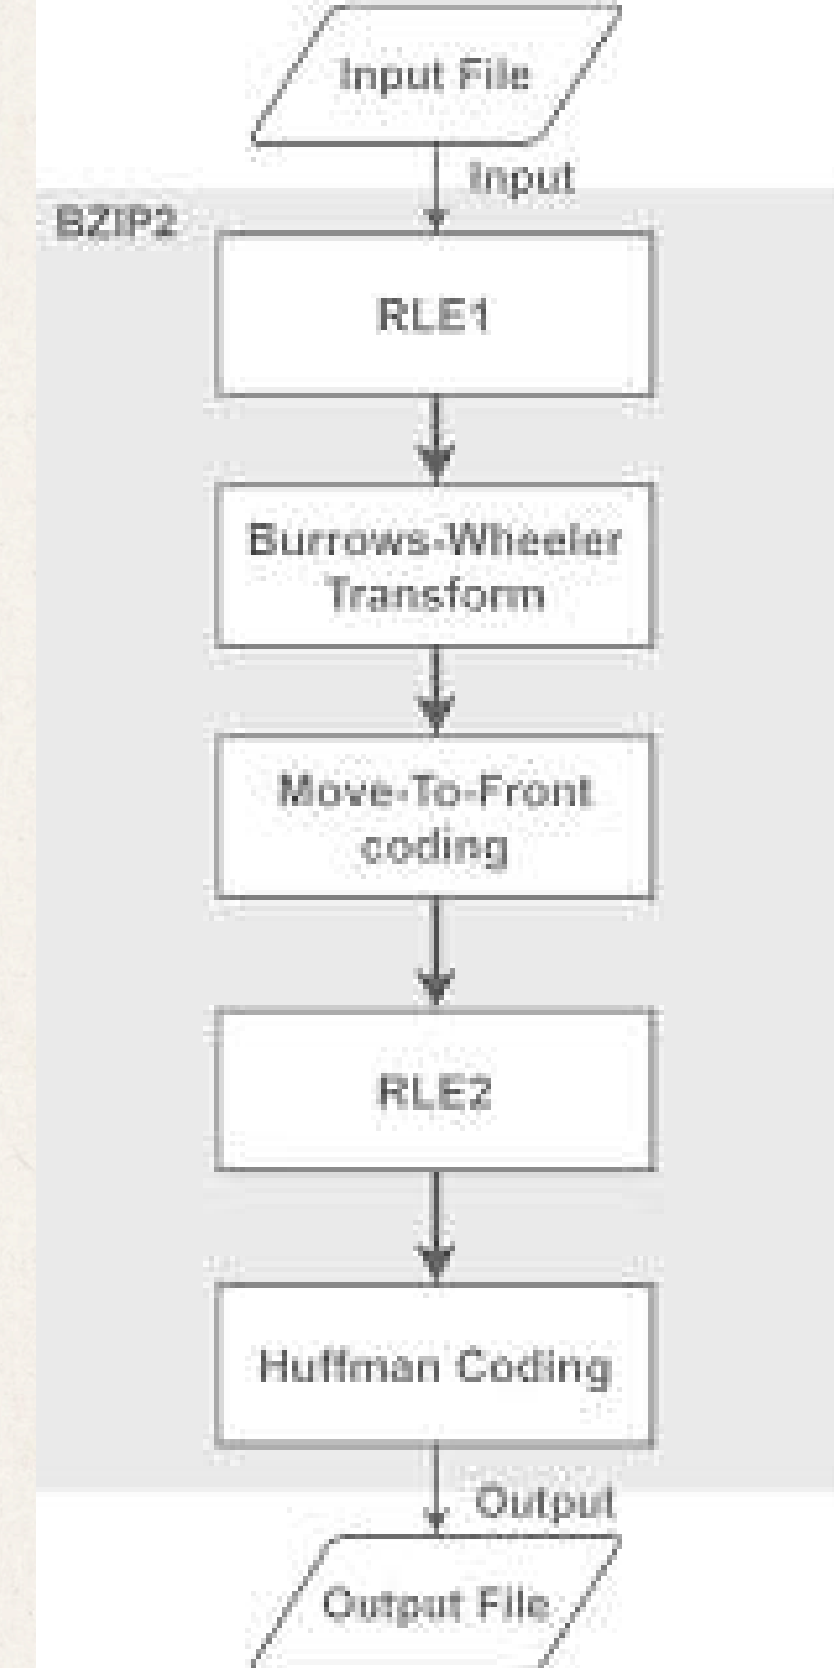 Input File
Input
BZIP2
RLE1
Burrows-Wheeler
Transform
Move-To-Front
coding
RLE2
Huffman Coding
Output
Output File